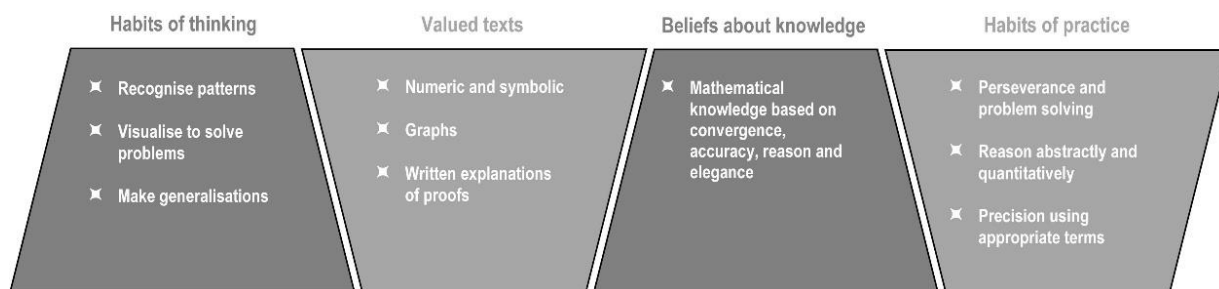 Habits of thinking
Recognise patterns
Visualise to solve
problems
Make generalisations
Valued texts
Numeric and symbolic
Graphs
Written explanations
of proofs
Beliefs about knowledge
Mathematical
knowledge based on
convergence,
accuracy, reason and
elegance
Habits of practice
Perseverance and
problem solving
Reason abstractly and
quantitatively
Precision using
appropriate terms